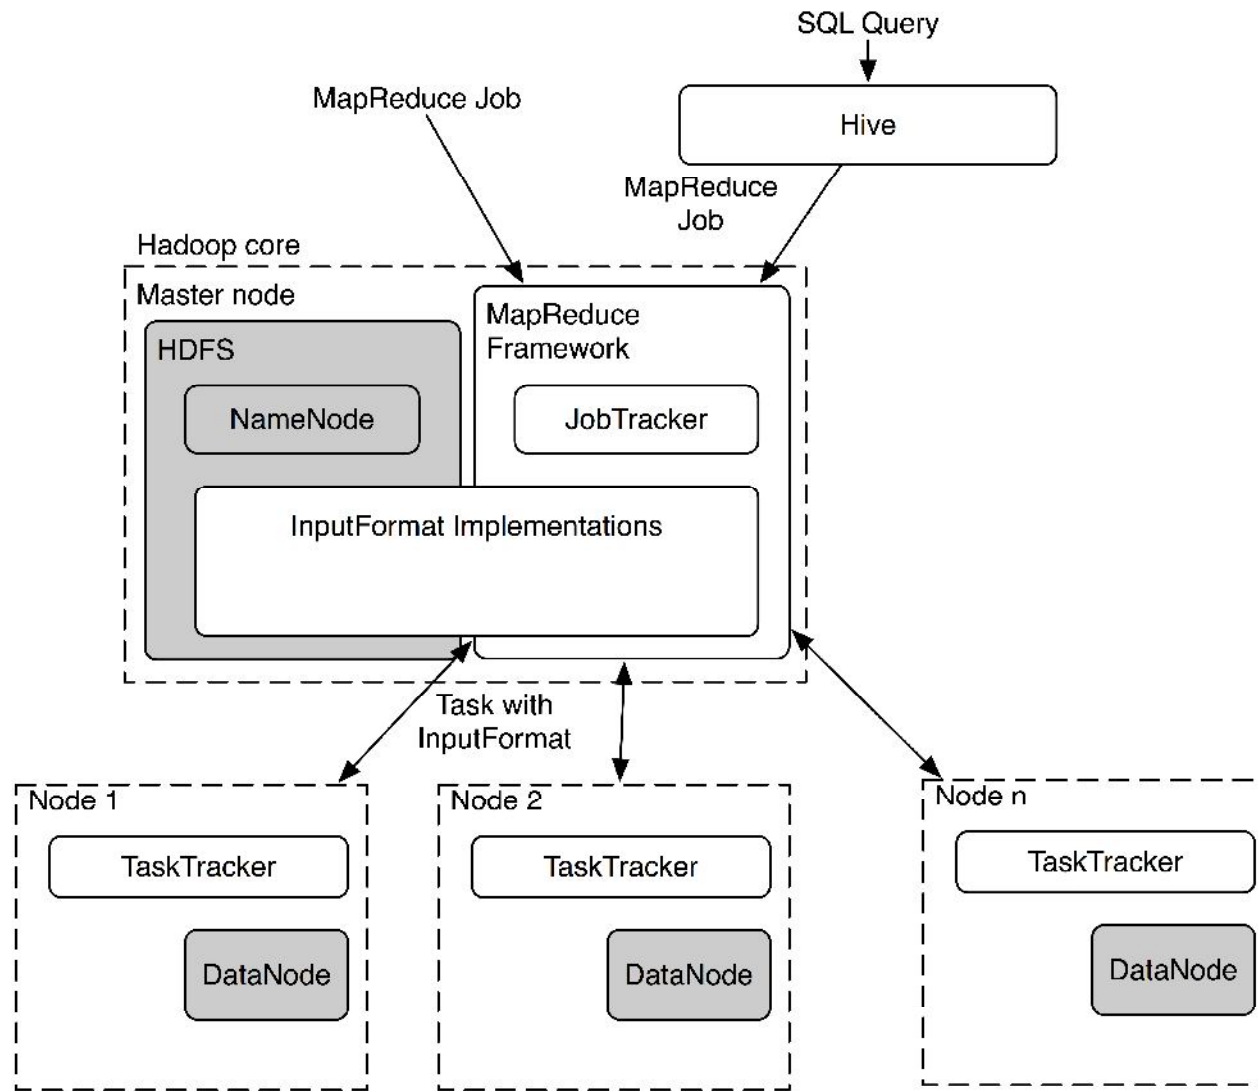 SQL Query
MapReduce Job
Hive
MapReduce
Job
Hadoop core
Master node
HDFS
MapReduce
Framework
NameNode
JobTracker
InputFormat Implementations
Task with
InputFormat
Node 1
TaskTracker
DataNode
Node 2
TaskTracker
DataNode
Node n
TaskTracker
DataNode